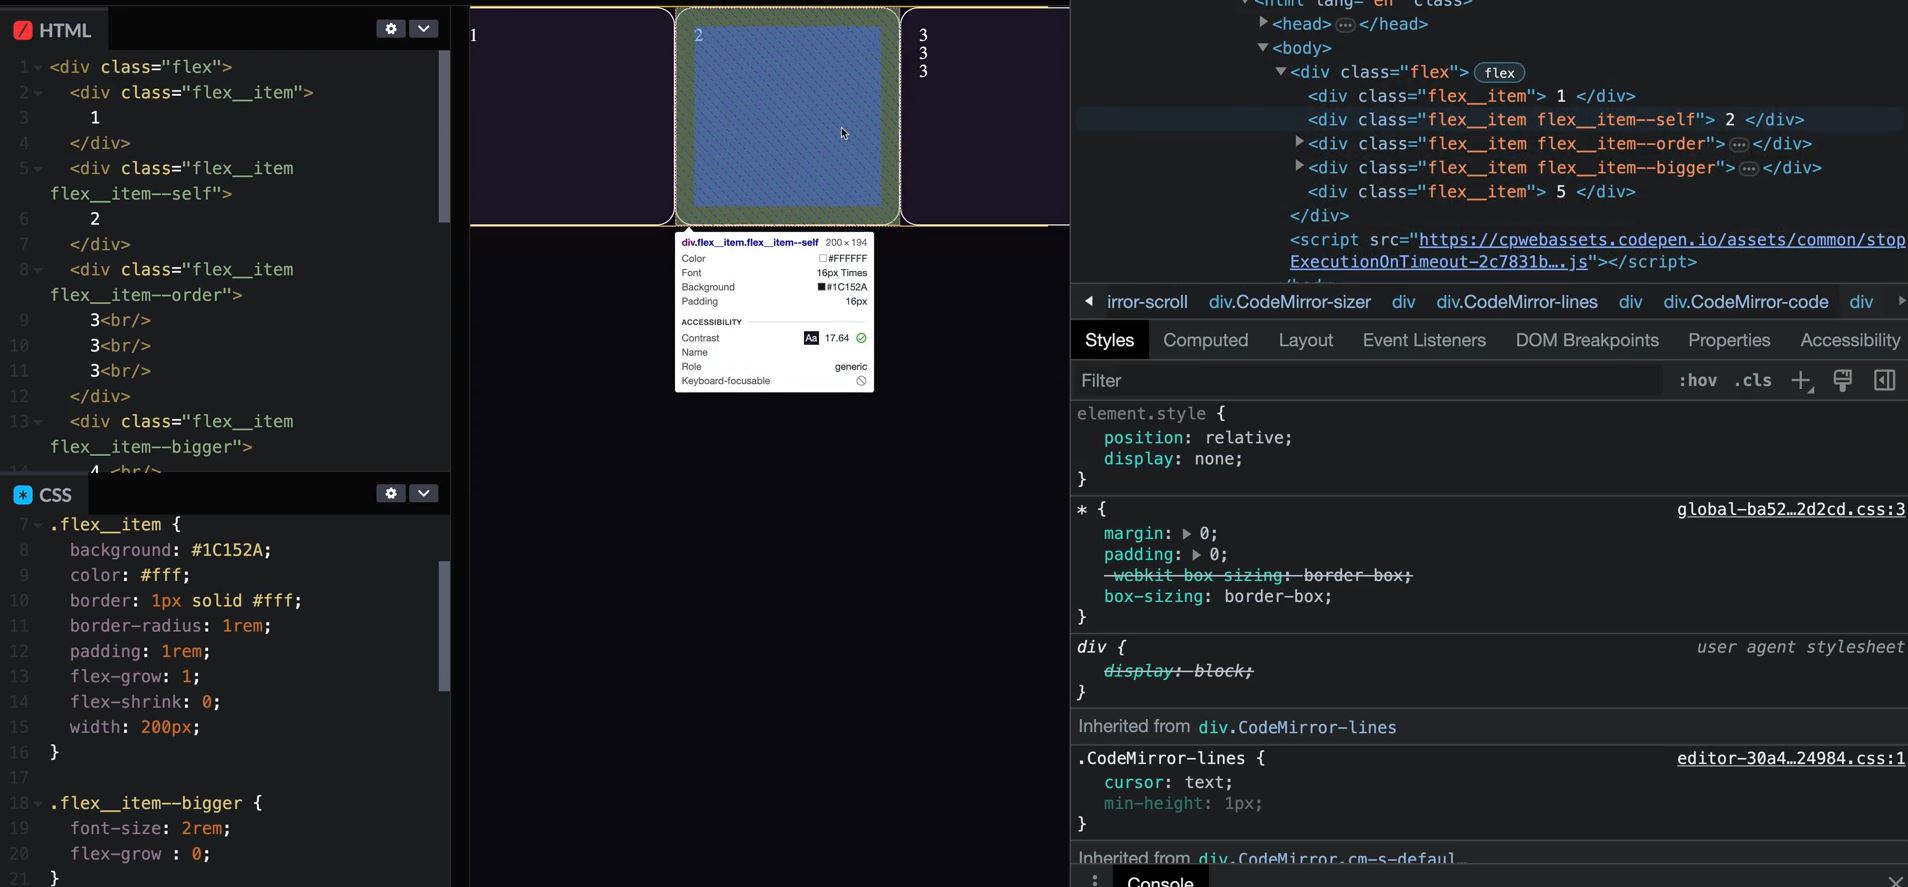 HTML
1 <div class="flex">
2 <div class="flex__item">
3 1
4 </div>
5 <div class="flex__item
flex__item--self">
6 2
7 </div>
8 <div class="flex__item
flex__item--order">
9 3<br/>
10 3<br/>
11 3<br/>
12 </div>
13 <div class="flex__item
flex__item--bigger">
14 4 <br/>
CSS
7 .flex__item {
8 background: #1C152A;
9 color: #fff;
10 border: 1px solid #fff;
11 border-radius: 1rem;
12 padding: 1rem;
13 flex-grow: 1;
14 flex-shrink: 0;
15 width: 200px;
16 }
17
18 .flex__item--bigger {
19 font-size: 2rem;
20 flex-grow : 0;
21 }
1
2
3
3
3
div.flex__item.flex__item--self 200 × 194
Color #FFFFFF
Font 16px Times
Background #1C152A
Padding 16px
ACCESSIBILITY
Contrast Aa 17.64
Name
Role generic
Keyboard-focusable
<html lang="en" class>
<head> ... </head>
<body>
<div class="flex"> flex
<div class="flex__item"> 1 </div>
<div class="flex__item flex__item--self"> 2 </div>
<div class="flex__item flex__item--order"> ... </div>
<div class="flex__item flex__item--bigger"> ... </div>
<div class="flex__item"> 5 </div>
</div>
<script src="https://cpwebassets.codepen.io/assets/common/stop
ExecutionOnTimeout-2c7831b….js"></script>
</body>
irror-scroll div.CodeMirror-sizer div div.CodeMirror-lines div div.CodeMirror-code div
Styles Computed Layout Event Listeners DOM Breakpoints Properties Accessibility
Filter :hov .cls
element.style {
position: relative;
display: none;
}
* { global-ba52…2d2cd.css:3
margin: 0;
padding: 0;
-webkit-box-sizing: border-box;
box-sizing: border-box;
}
div { user agent stylesheet
display: block;
}
Inherited from div.CodeMirror-lines
.CodeMirror-lines { editor-30a4…24984.css:1
cursor: text;
min-height: 1px;
}
Inherited from div.CodeMirror.cm-s-defaul…
Console